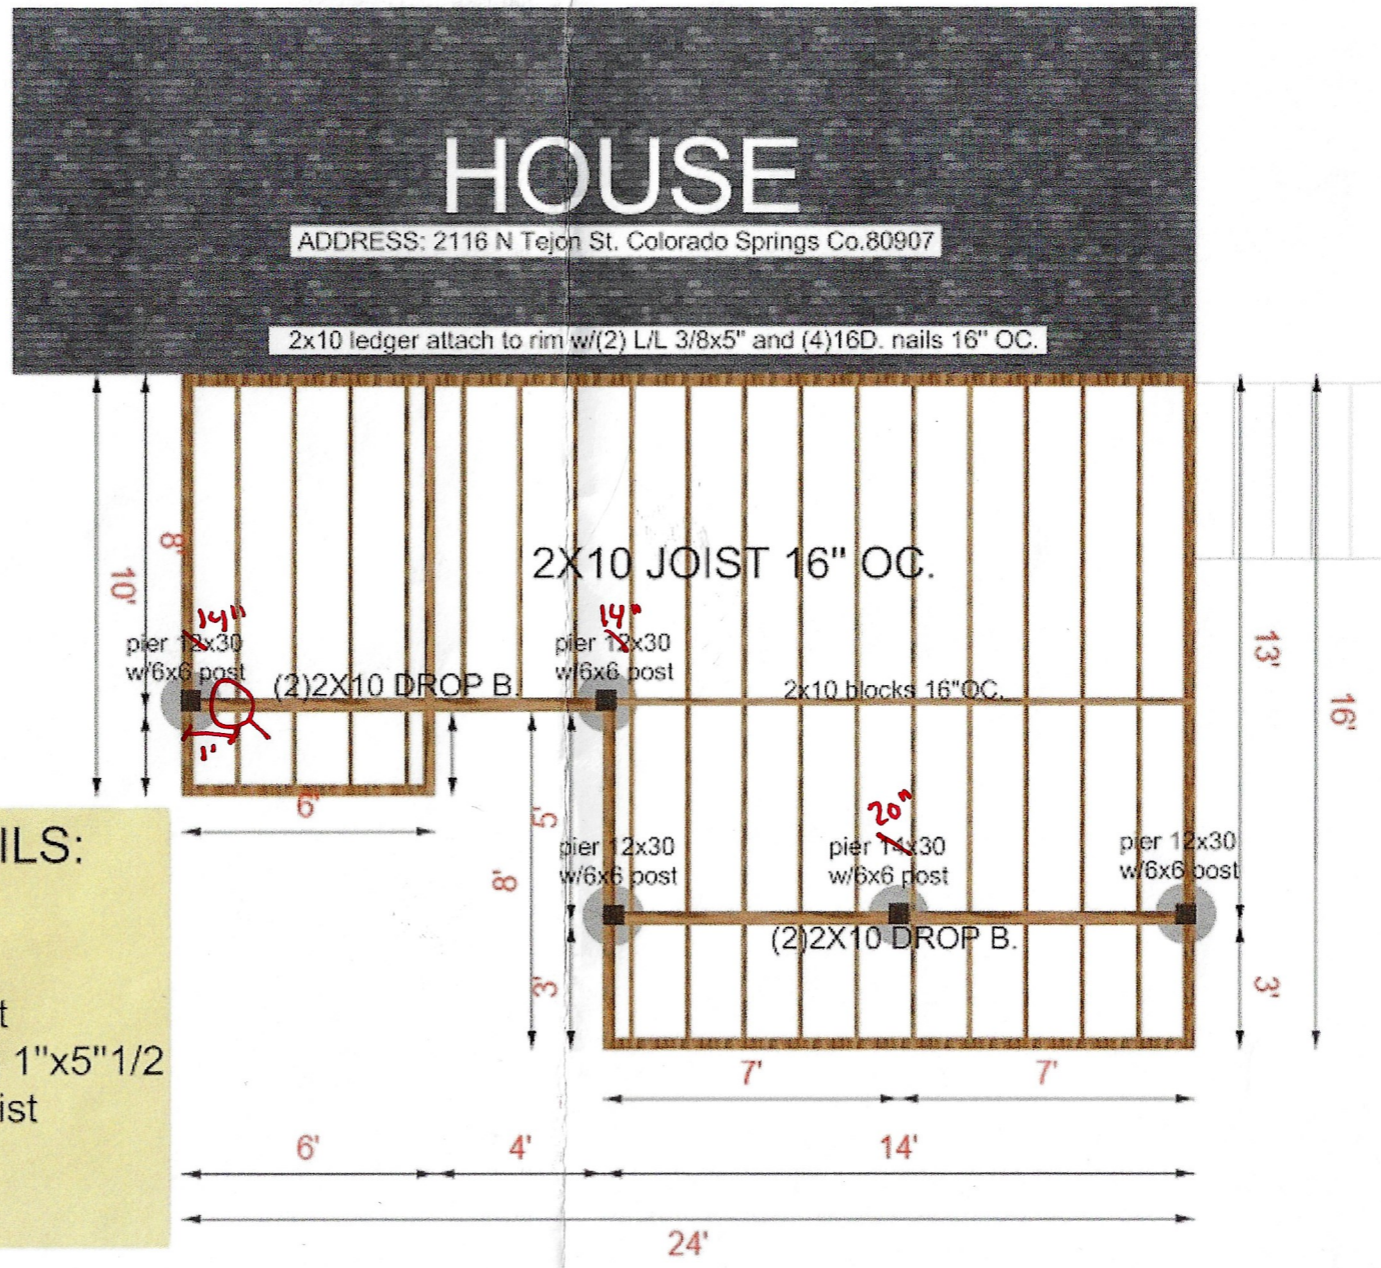 HOUSE
ADDRESS: 2116 N Tejon St. Colorado Springs Co.80907
2x10 ledger attach to rim w/(2) L/L 3/8x5" and (4)16D. nails 16" OC.
2X10 JOIST 16" OC.
8'
10'
14"
pier 12x30
w/6x6 post
(2)2X10 DROP B.
1'
14"
pier 12x30
w/6x6 post
2x10 blocks 16"OC.
13'
16'
6'
5'
8'
3'
pier 12x30
w/6x6 post
20"
pier 14x30
w/6x6 post
pier 12x30
w/6x6 post
(2)2X10 DROP B.
3'
ILS:
t
1"x5"1/2
ist
7'
7'
6'
4'
14'
24'